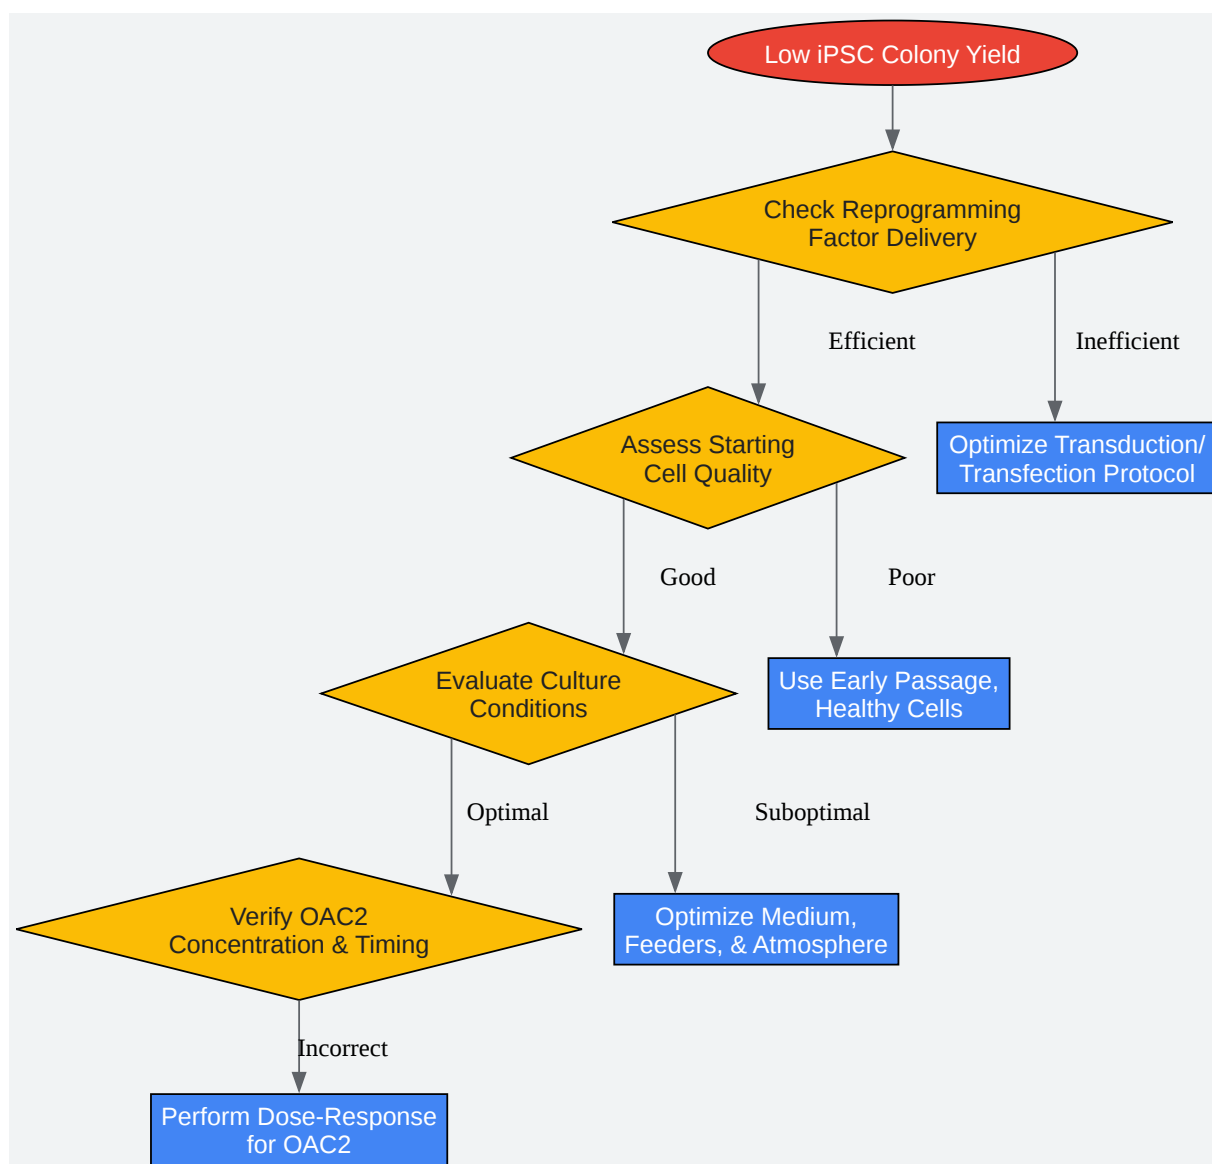 Low iPSC Colony Yield
Check Reprogramming
Factor Delivery
Efficient
Inefficient
Assess Starting
Cell Quality
Optimize Transduction/
Transfection Protocol
Good
Poor
Evaluate Culture
Conditions
Use Early Passage,
Healthy Cells
Optimal
Suboptimal
Verify OAC2
Concentration & Timing
Optimize Medium,
Feeders, & Atmosphere
Incorrect
Perform Dose-Response
for OAC2